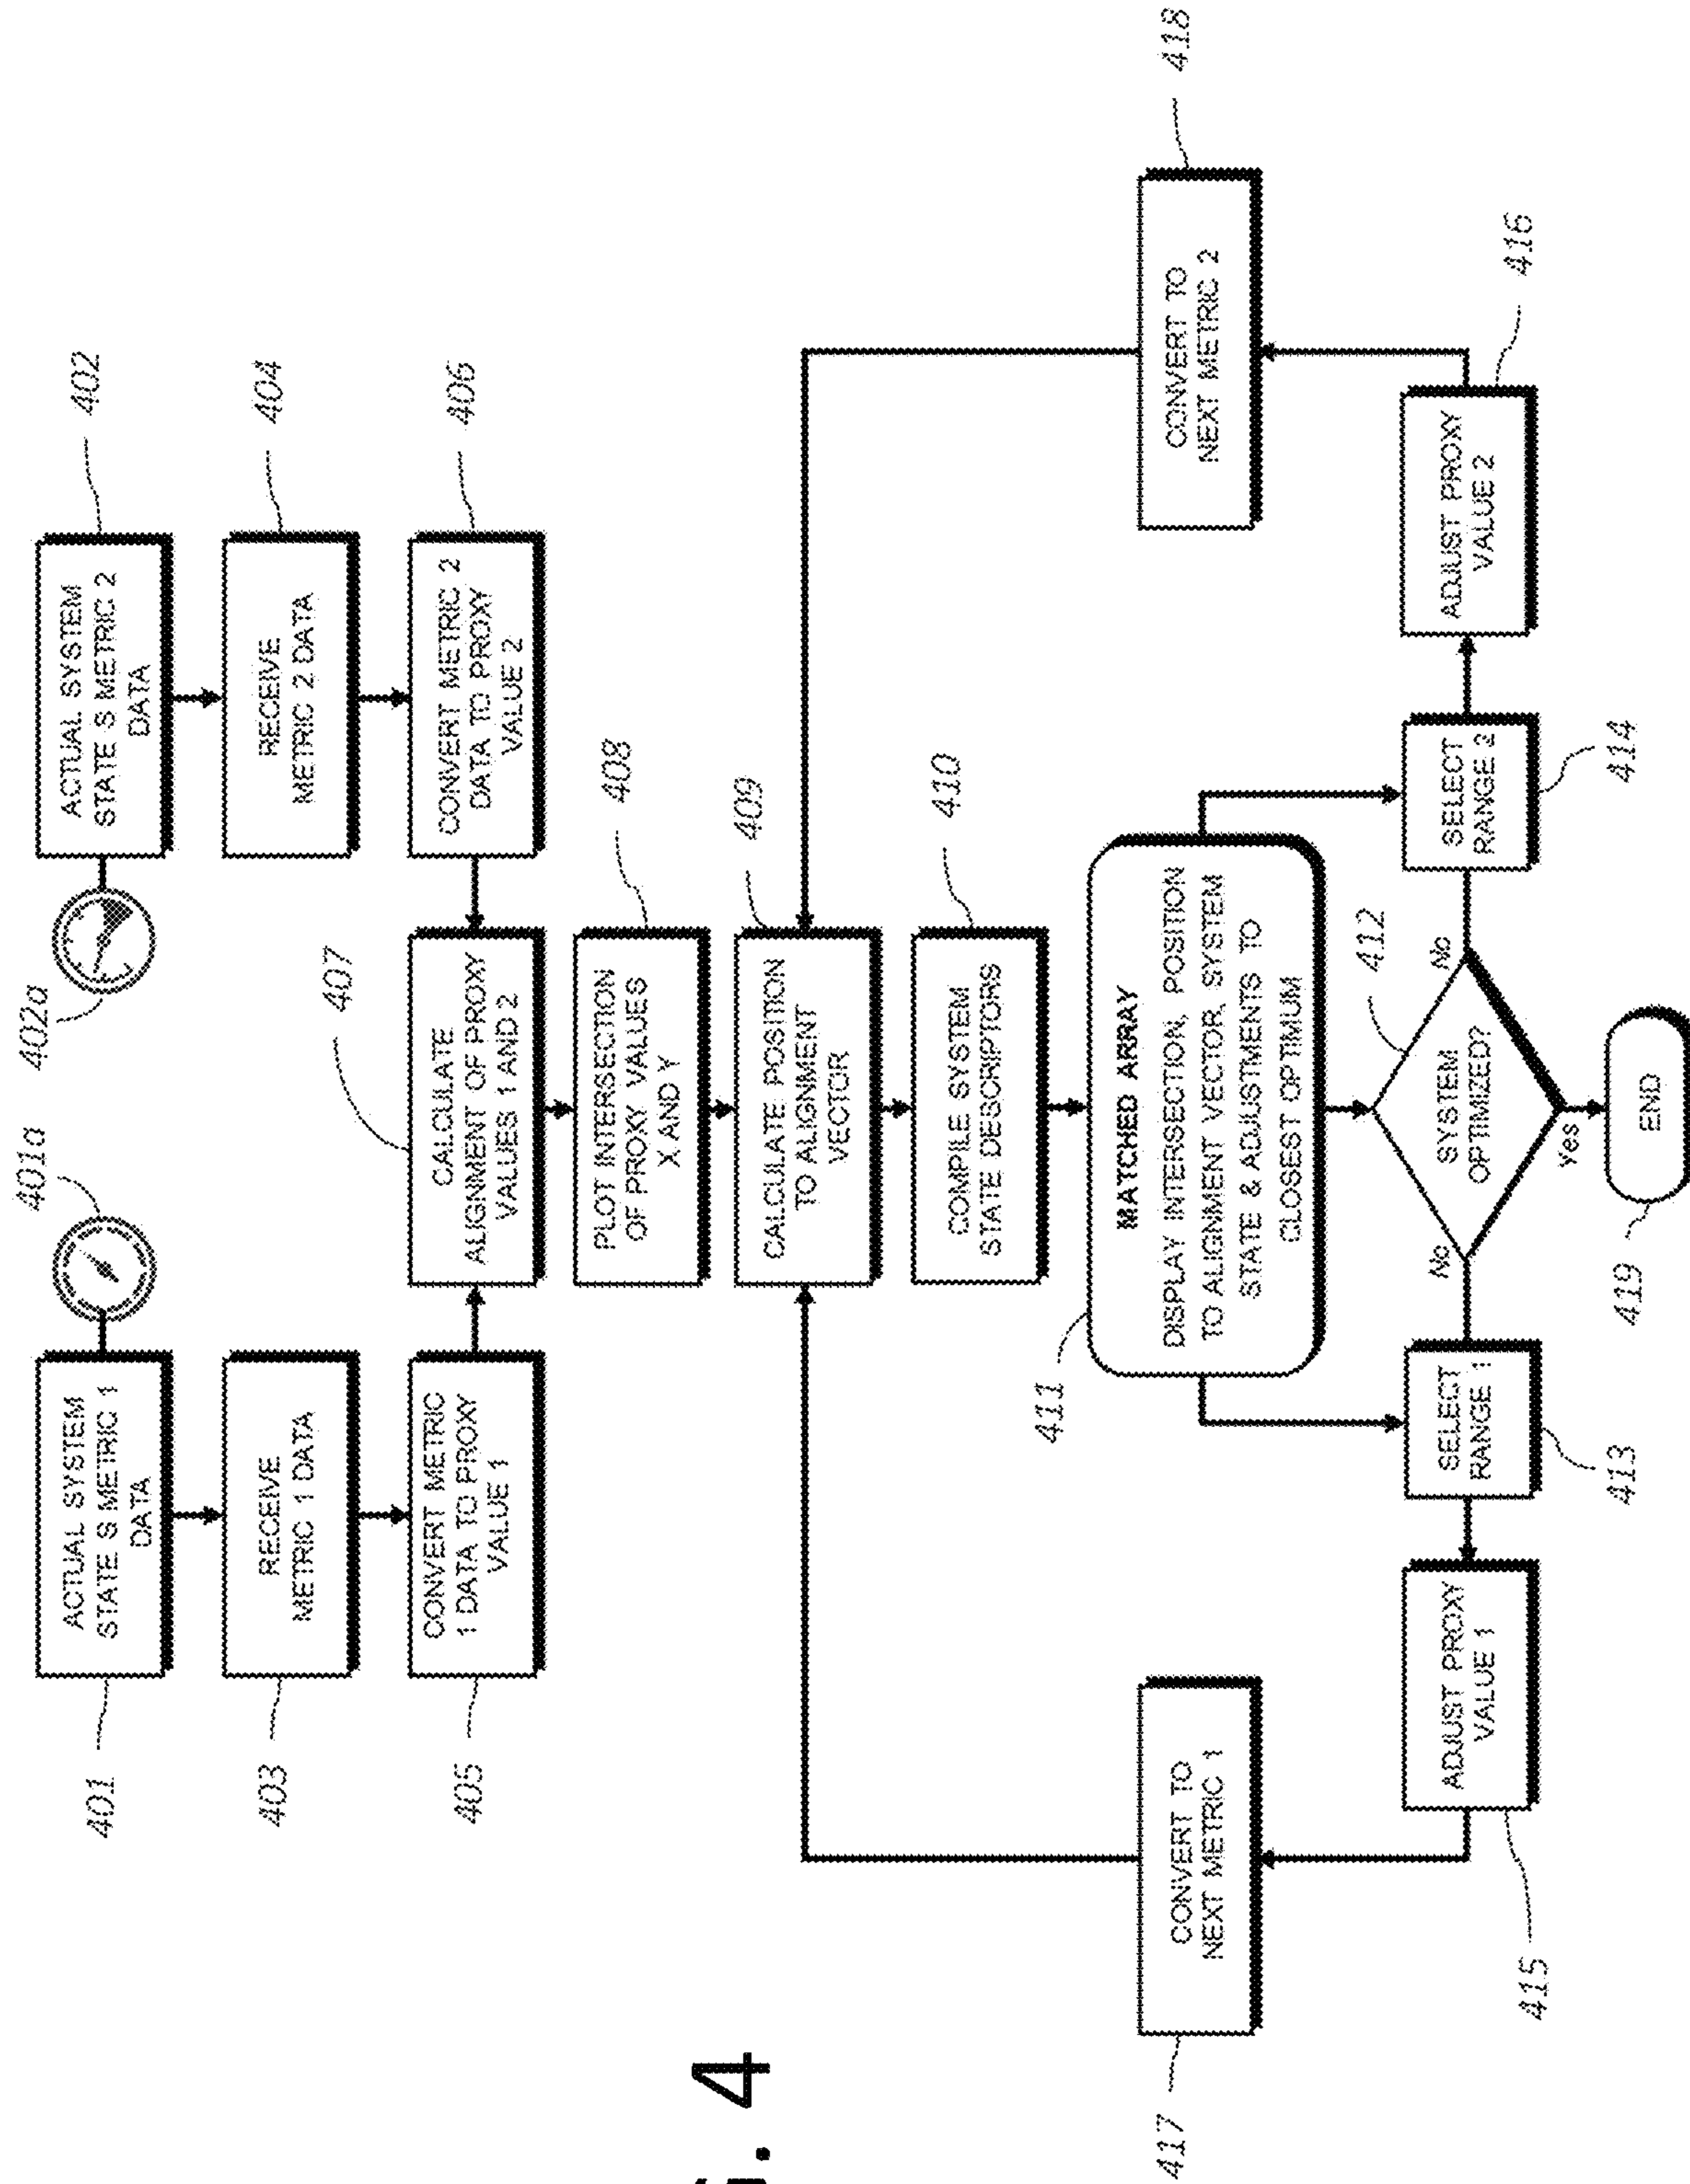 401
ACTUAL SYSTEM
STATE S METRIC 1
DATA
401a
402a
ACTUAL SYSTEM
STATE S METRIC 2
DATA
402
403
RECEIVE
METRIC 1 DATA
RECEIVE
METRIC 2 DATA
404
405
CONVERT METRIC
1 DATA TO PROXY
VALUE 1
407
CALCULATE
ALIGNMENT OF PROXY
VALUES 1 AND 2
CONVERT METRIC 2
DATA TO PROXY
VALUE 2
406
PLOT INTERSECTION
OF PROXY VALUES
X AND Y
408
CALCULATE POSITION
TO ALIGNMENT
VECTOR
409
COMPILE SYSTEM
STATE DESCRIPTORS
410
411
MATCHED ARRAY
DISPLAY INTERSECTION, POSITION
TO ALIGNMENT VECTOR, SYSTEM
STATE & ADJUSTMENTS TO
CLOSEST OPTIMUM
417
CONVERT TO
NEXT METRIC 1
CONVERT TO
NEXT METRIC 2
418
415
ADJUST PROXY
VALUE 1
SELECT
RANGE 1
413
No
SYSTEM
OPTIMIZED?
412
No
Yes
SELECT
RANGE 2
414
ADJUST PROXY
VALUE 2
416
419
END
. 4